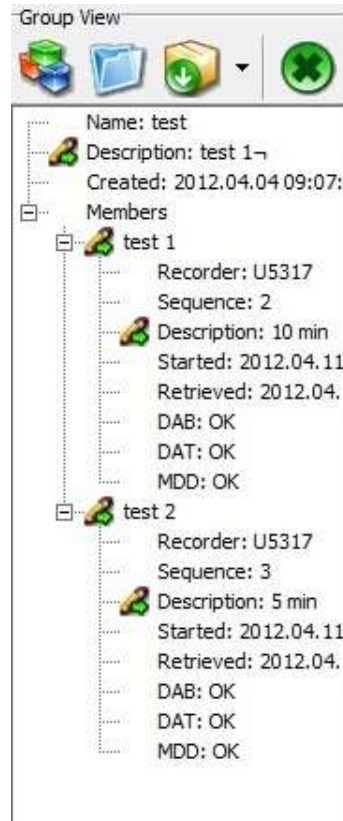 Group View
Name: test
Description: test 1¬
Created: 2012.04.04 09:07:
Members
test 1
Recorder: U5317
Sequence: 2
Description: 10 min
Started: 2012.04.11
Retrieved: 2012.04.
DAB: OK
DAT: OK
MDD: OK
test 2
Recorder: U5317
Sequence: 3
Description: 5 min
Started: 2012.04.11
Retrieved: 2012.04.
DAB: OK
DAT: OK
MDD: OK